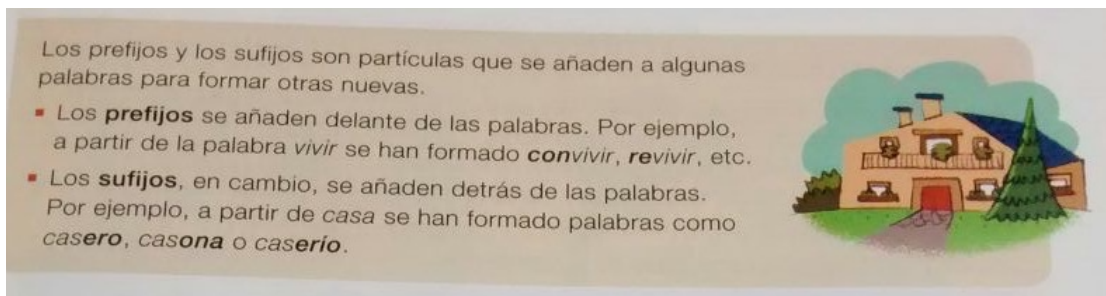 Los prefijos y los sufijos son partículas que se añaden a algunas
palabras para formar otras nuevas.
▪ Los prefijos se añaden delante de las palabras. Por ejemplo,
a partir de la palabra vivir se han formado convivir, revivir, etc.
▪ Los sufijos, en cambio, se añaden detrás de las palabras.
Por ejemplo, a partir de casa se han formado palabras como
casero, casona o caserío.